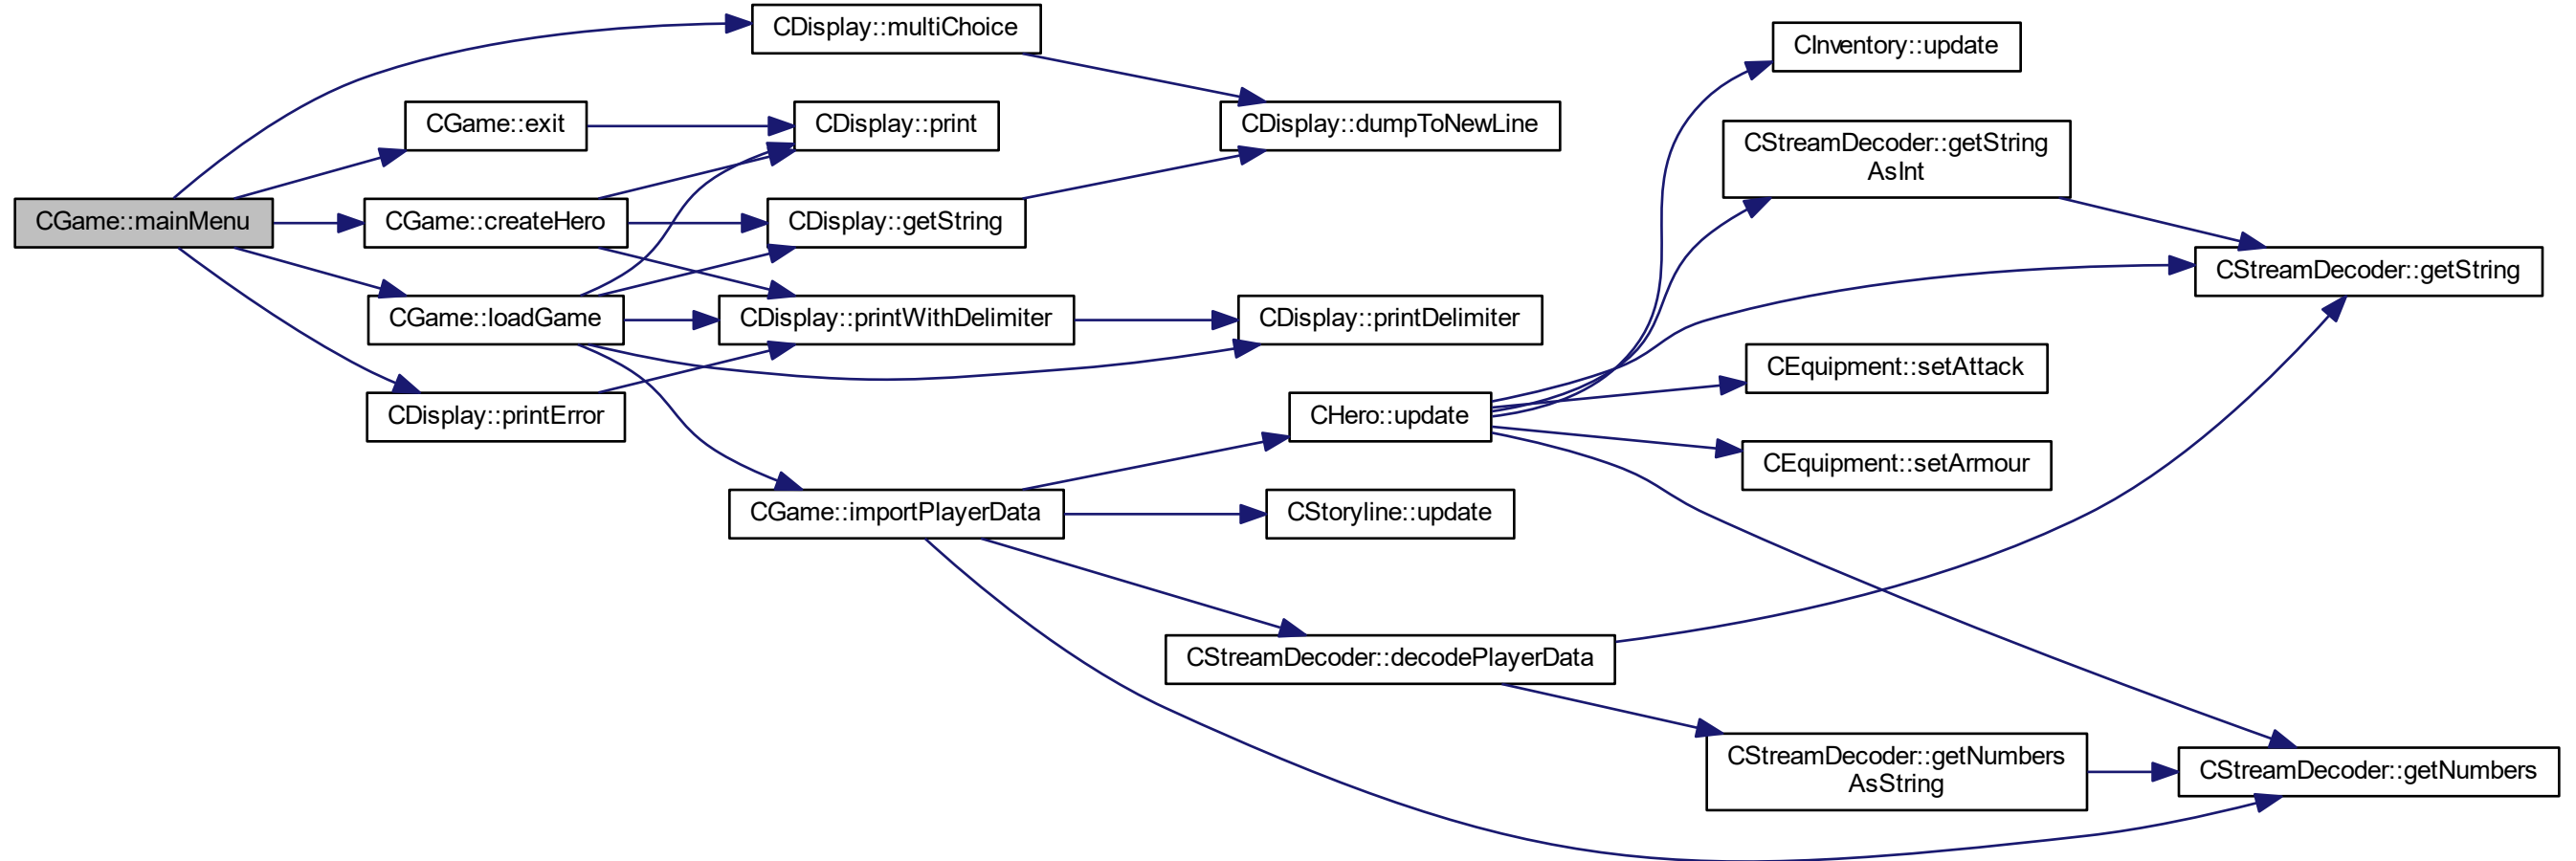 CGame::mainMenu
CDisplay::multiChoice
CGame::exit
CGame::createHero
CGame::loadGame
CDisplay::printError
CDisplay::print
CDisplay::getString
CDisplay::printWithDelimiter
CGame::importPlayerData
CDisplay::dumpToNewLine
CDisplay::printDelimiter
CHero::update
CStoryline::update
CStreamDecoder::decodePlayerData
CInventory::update
CStreamDecoder::getString
AsInt
CEquipment::setAttack
CEquipment::setArmour
CStreamDecoder::getNumbers
AsString
CStreamDecoder::getString
CStreamDecoder::getNumbers